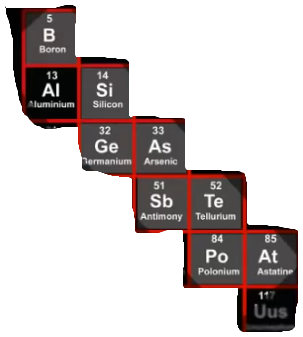 5
B
Boron
13 14
Al Si
Aluminium Silicon
32 33
Ge As
Germanium Arsenic
51 52
Sb Te
Antimony Tellurium
84 85
Po At
Polonium Astatine
117
Uus